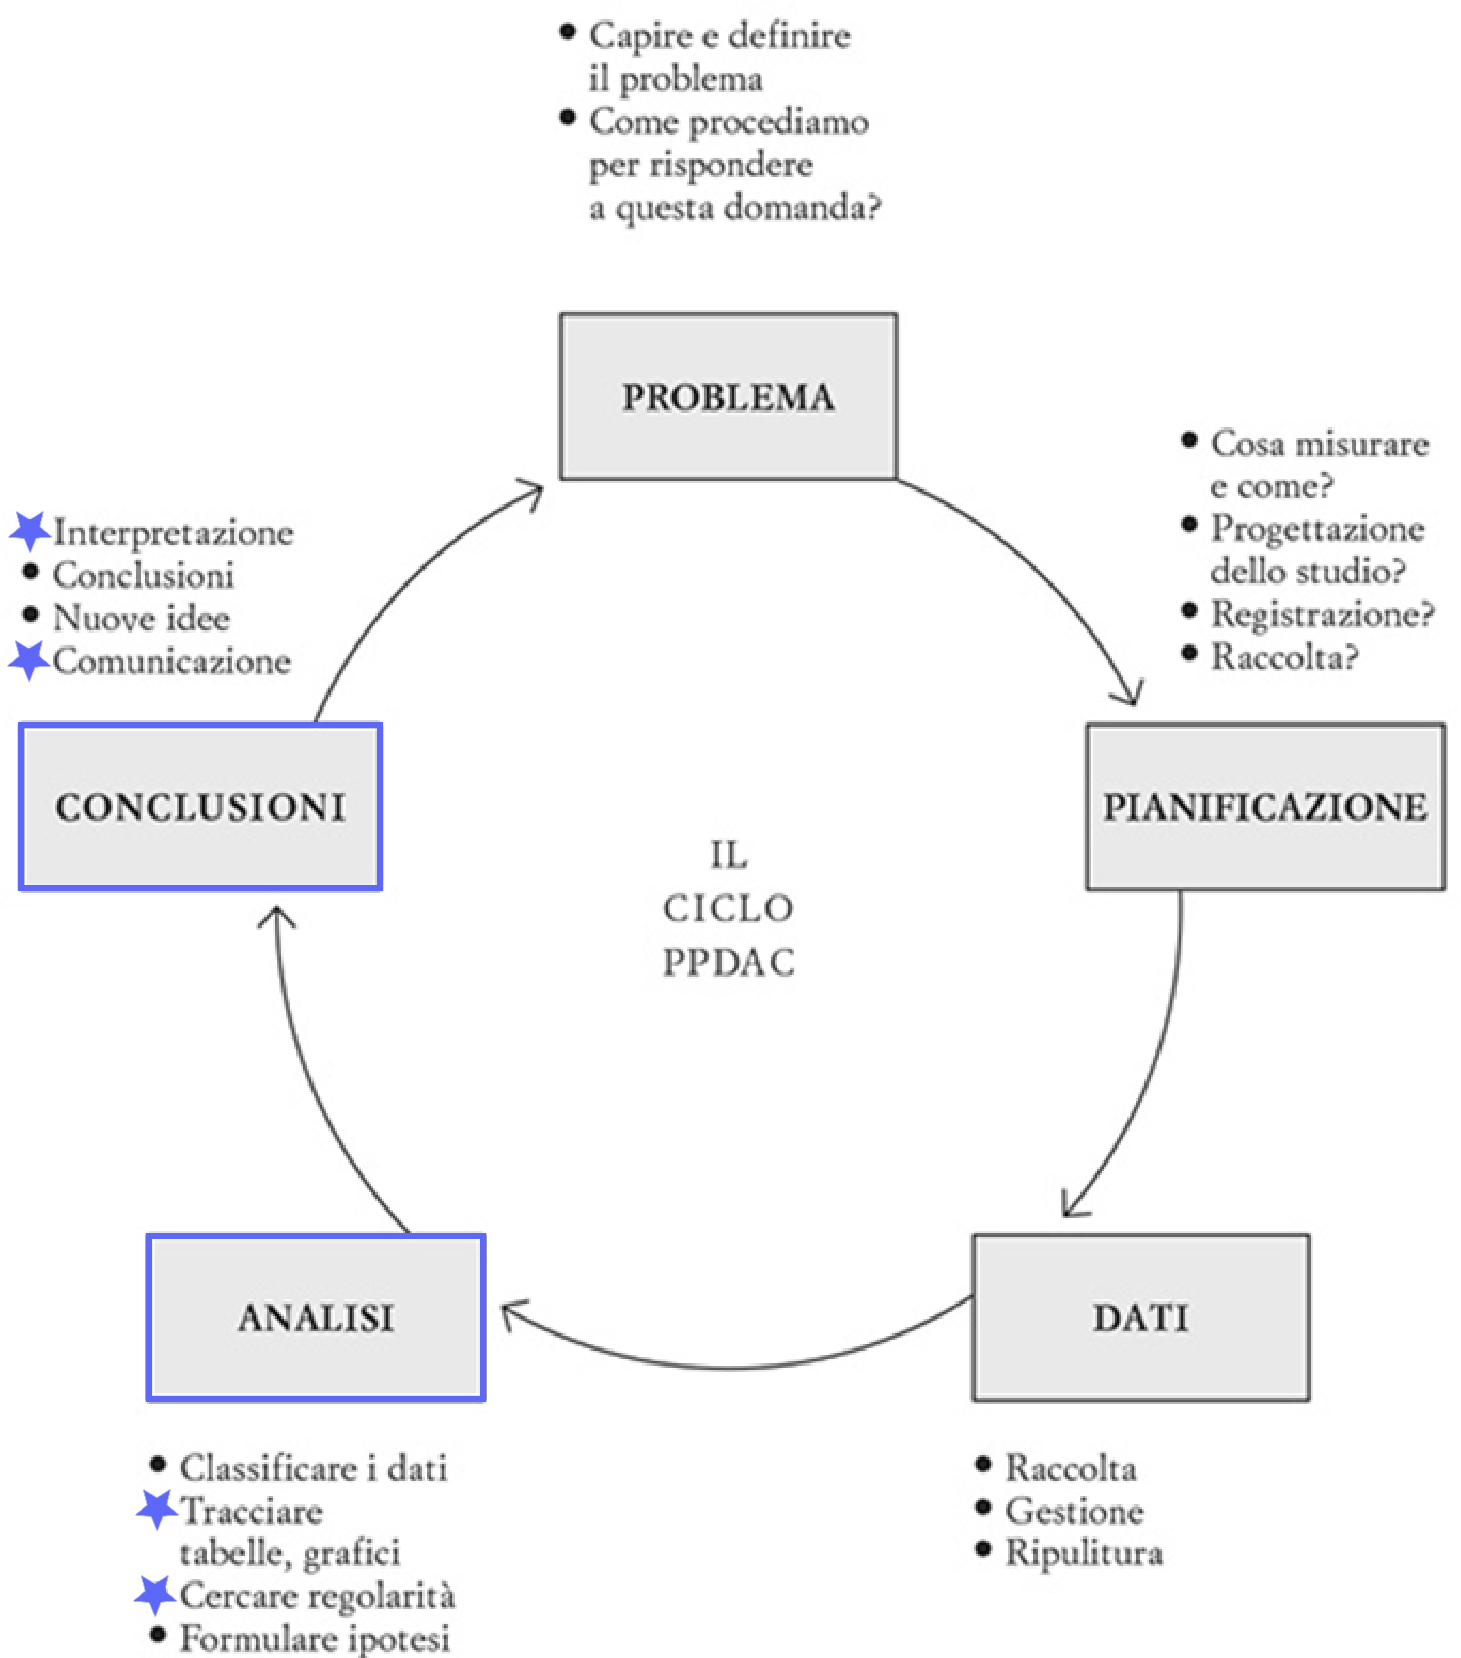 • Capire e definire
il problema
• Come procediamo
per rispondere
a questa domanda?
PROBLEMA
• Cosa misurare
e come?
• Progettazione
dello studio?
• Registrazione?
• Raccolta?
PIANIFICAZIONE
DATI
• Raccolta
• Gestione
• Ripulitura
ANALISI
• Classificare i dati
★ Tracciare
tabelle, grafici
★ Cercare regolarità
• Formulare ipotesi
★ Interpretazione
• Conclusioni
• Nuove idee
★ Comunicazione
CONCLUSIONI
IL
CICLO
PPDAC